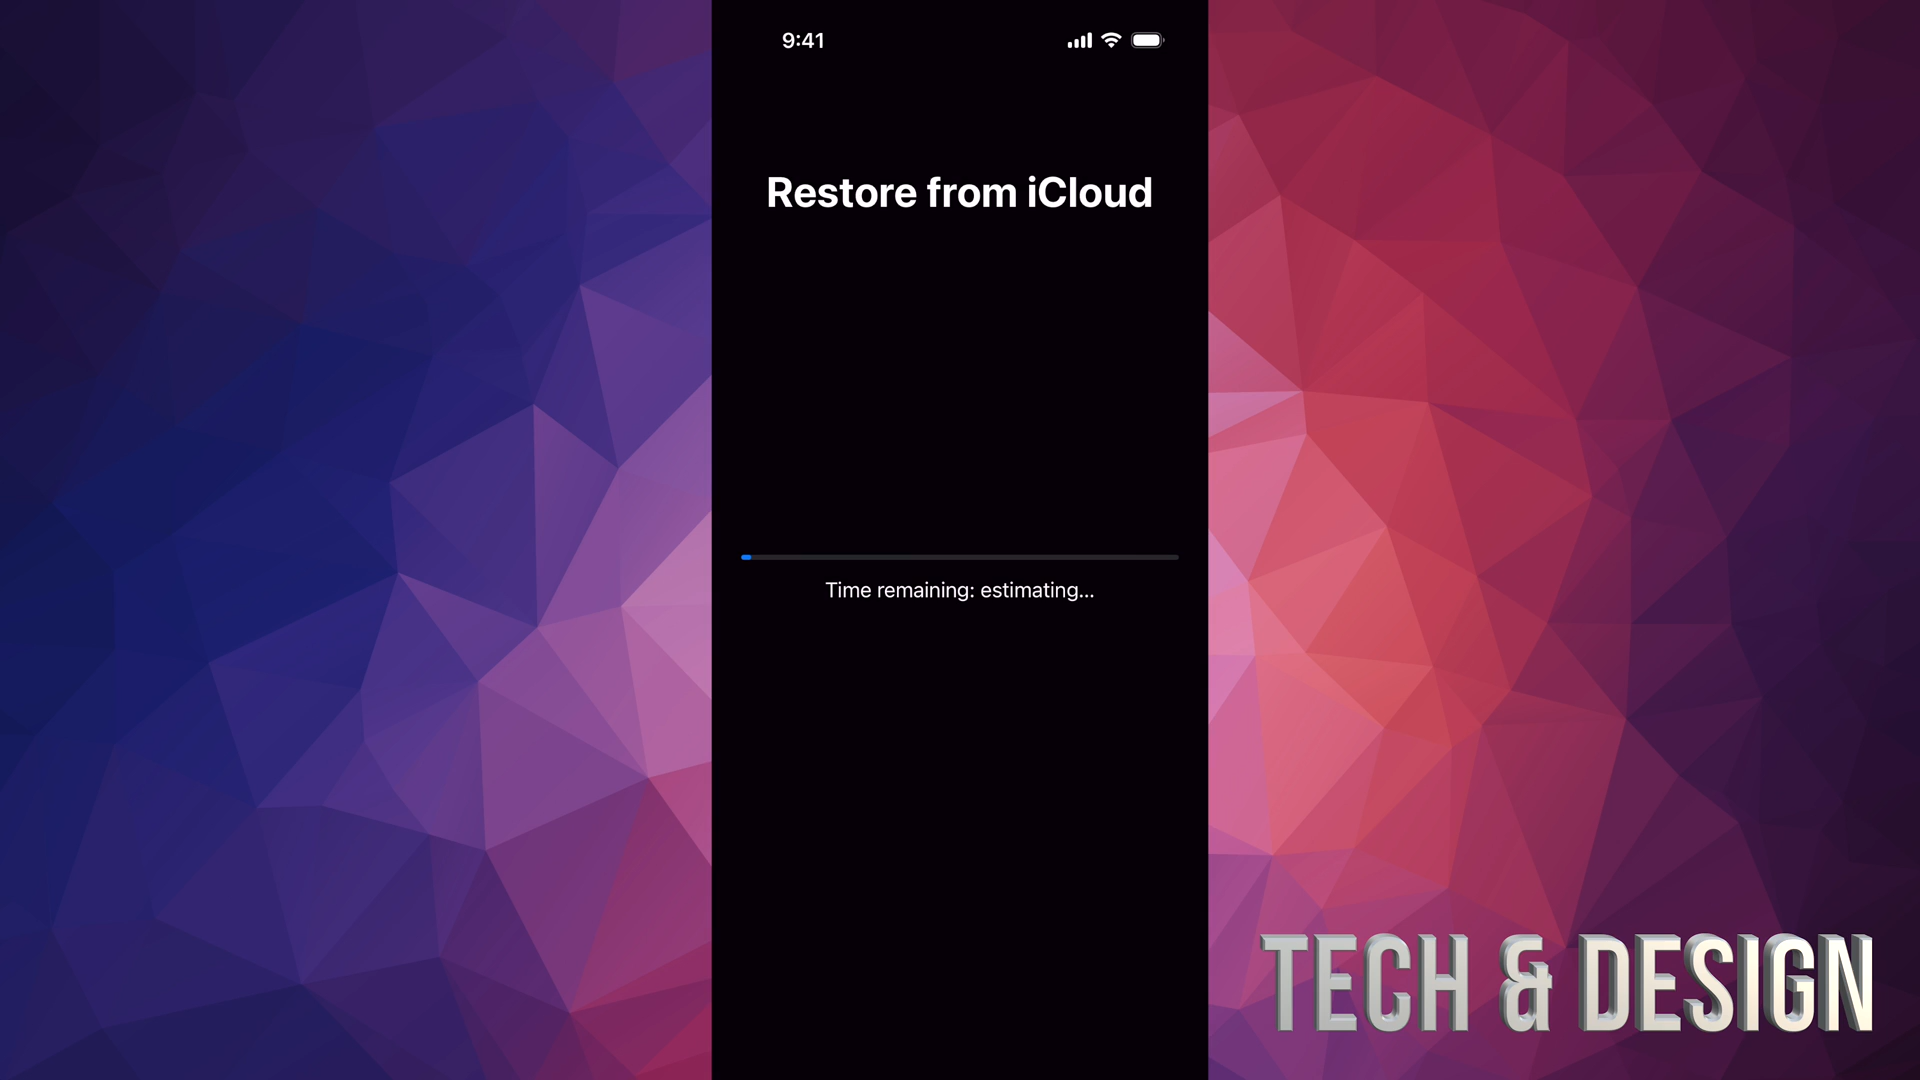 9:41
Restore from iCloud
Time remaining: estimating...
TECH & DESIGN